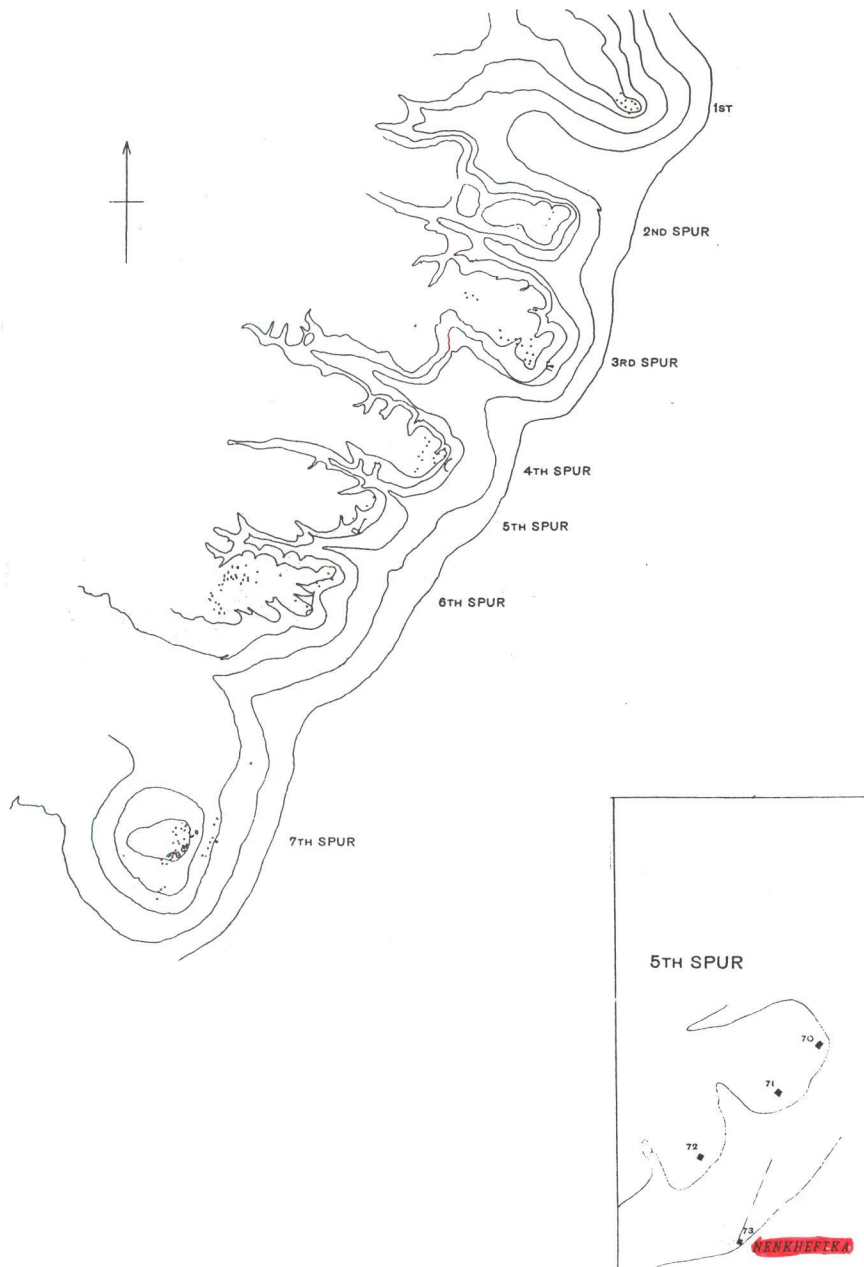 1ST
2ND SPUR
3RD SPUR
4TH SPUR
5TH SPUR
6TH SPUR
7TH SPUR
5TH SPUR
70
71
72
73
NENKHEFTKA